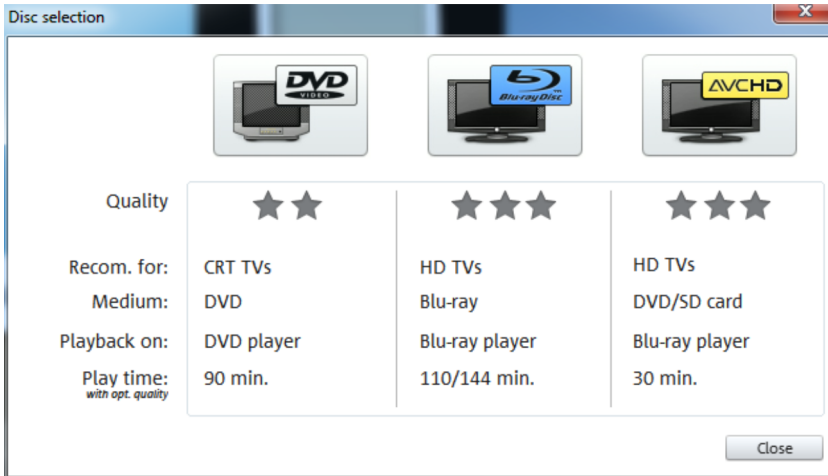 Disc selection
DVD
VIDEO
Blu-ray Disc
TM
AVCHD
Quality
Recom. for: CRT TVs HD TVs HD TVs
Medium: DVD Blu-ray DVD/SD card
Playback on: DVD player Blu-ray player Blu-ray player
Play time: 90 min. 110/144 min. 30 min.
with opt. quality
Close